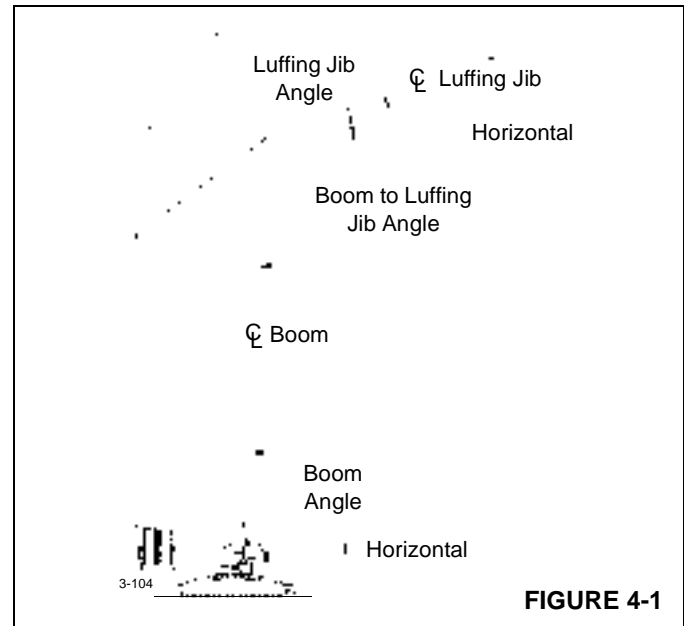 Luffing Jib
Angle
℄ Luffing Jib
Horizontal
Boom to Luffing
Jib Angle
℄ Boom
Boom
Angle
Horizontal
3-104
FIGURE 4-1